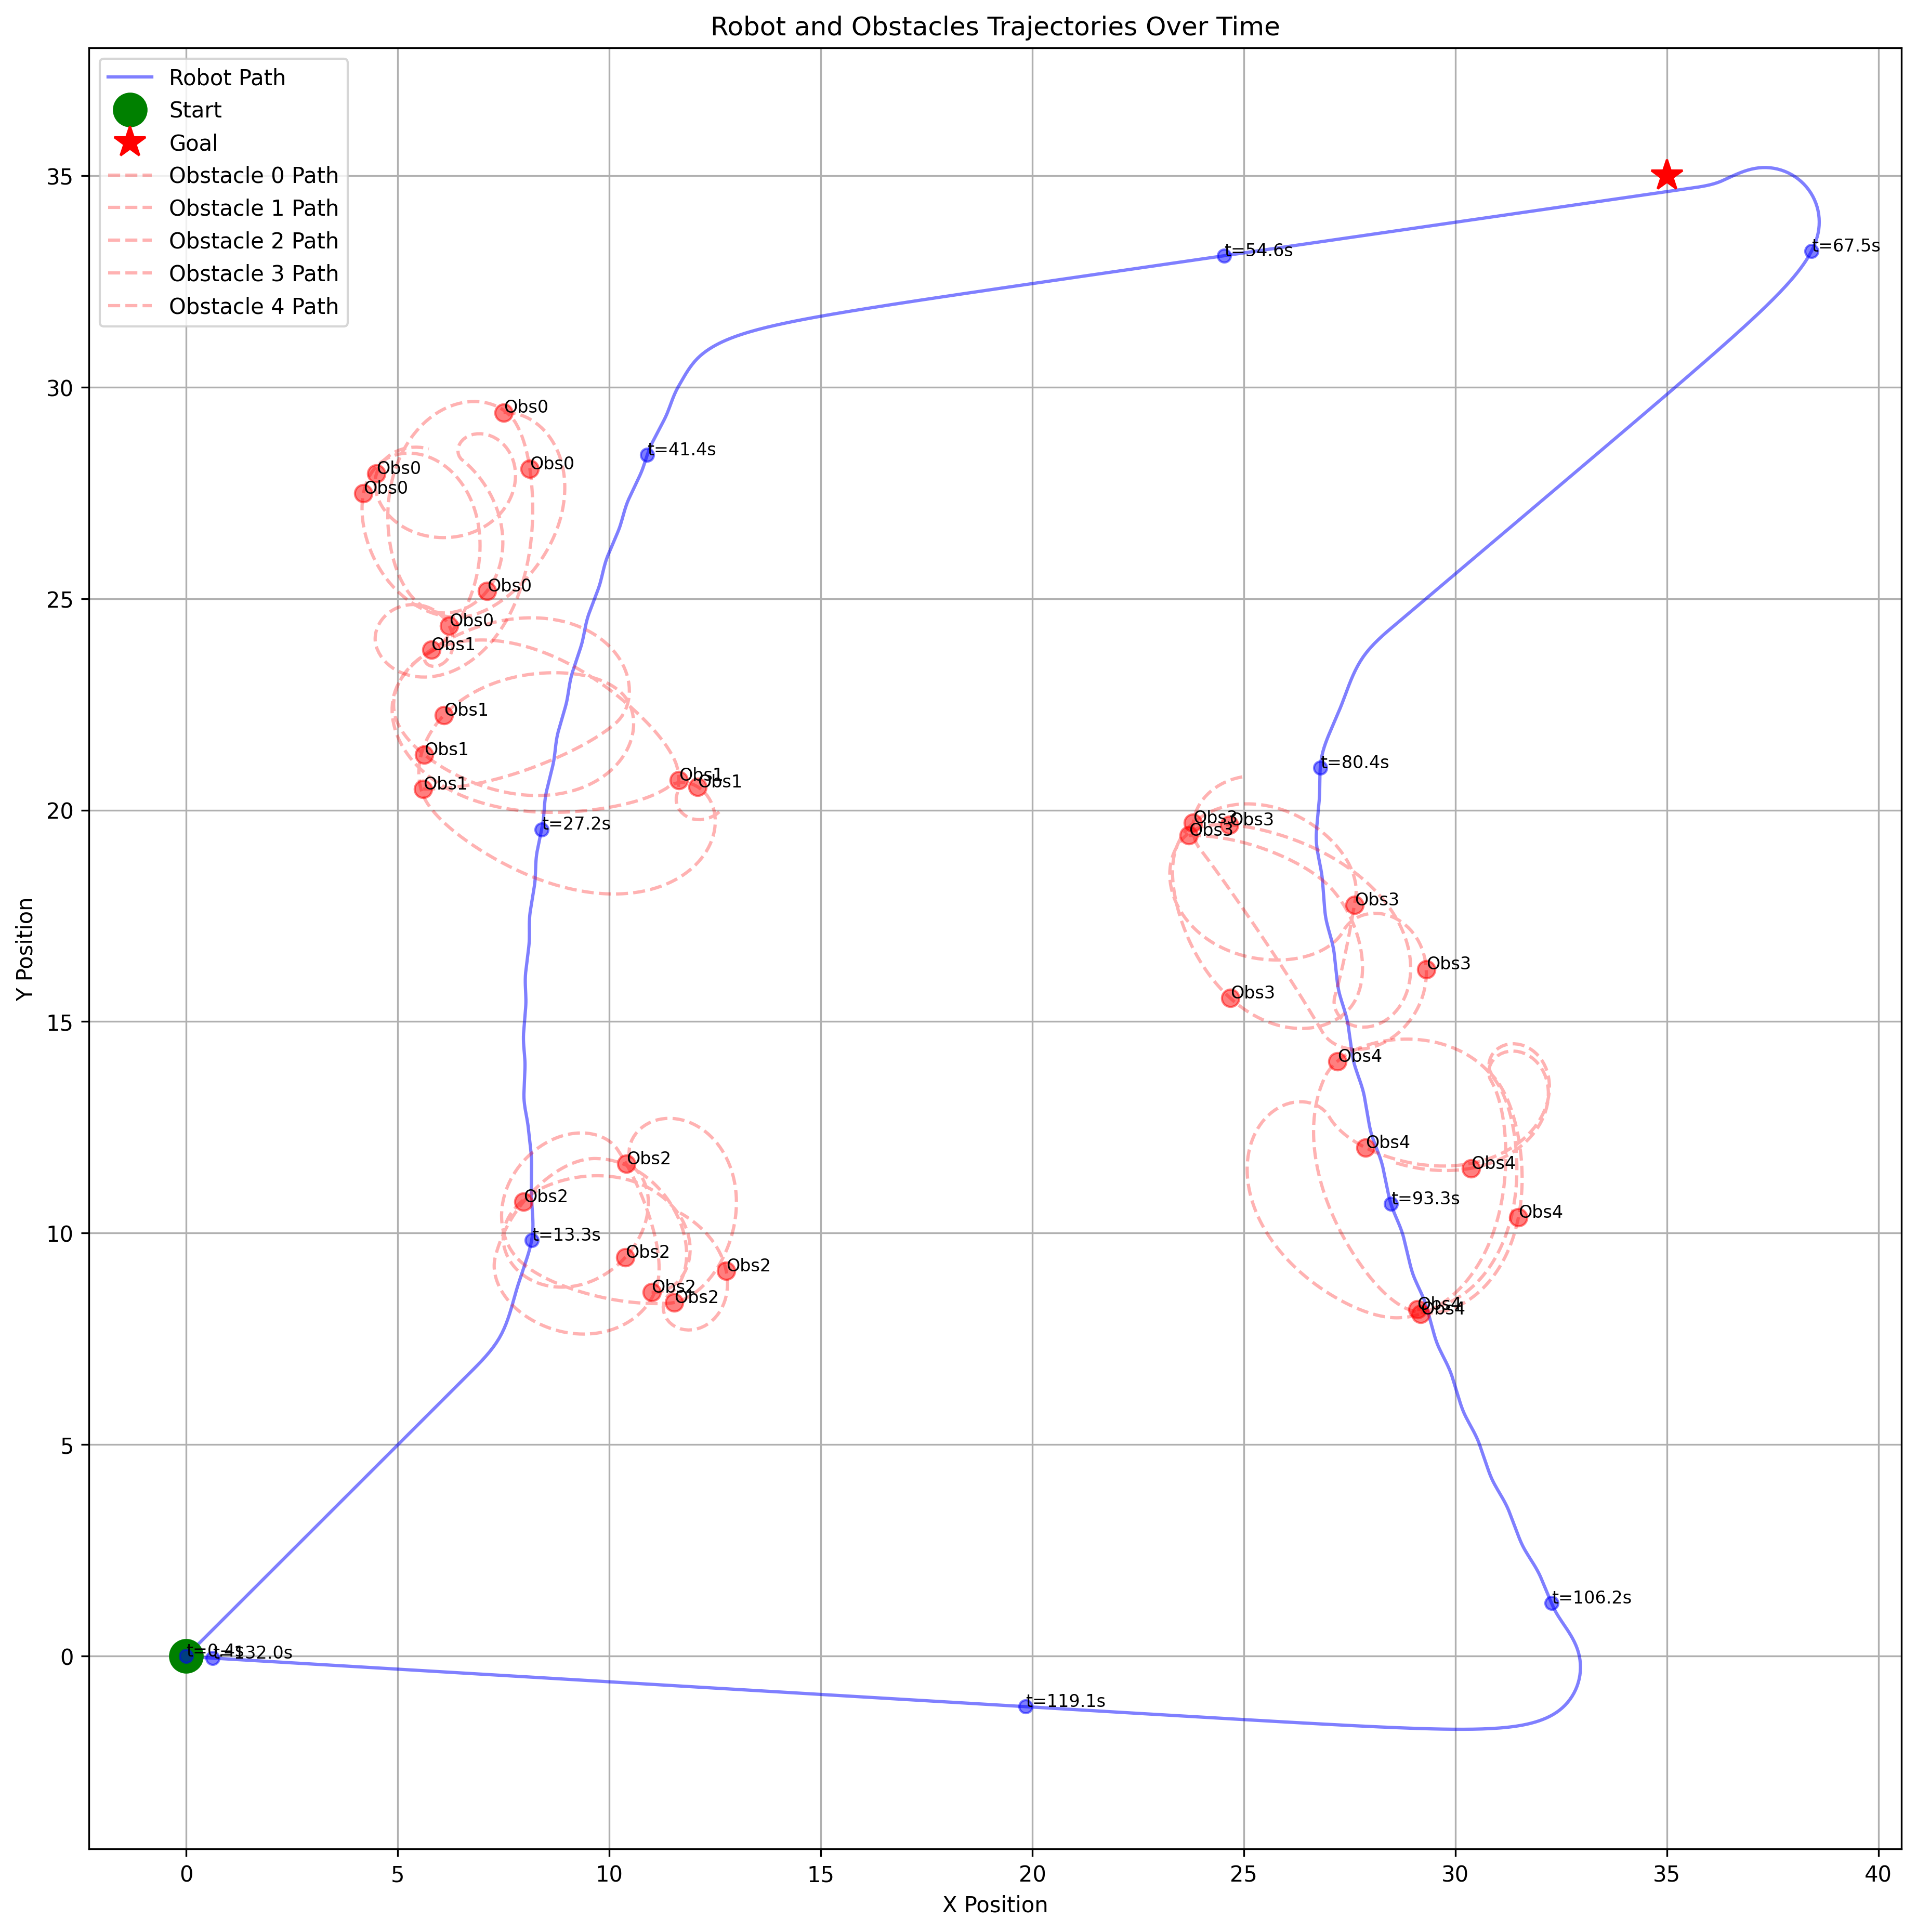 Robot and Obstacles Trajectories Over Time
Robot Path
Start
Goal
Obstacle 0 Path
Obstacle 1 Path
Obstacle 2 Path
Obstacle 3 Path
Obstacle 4 Path
35
30
25
20
15
10
5
0
Y Position
t=54.6s
t=67.5s
Obs0
t=41.4s
Obs0
Obs0
Obs0
Obs0
Obs0
Obs1
Obs1
Obs1
Obs1
Obs1
Obs1
t=80.4s
t=27.2s
Obs3
Obs3
Obs3
Obs3
Obs3
Obs3
Obs4
Obs2
Obs4
Obs4
Obs2
t=93.3s
Obs4
t=13.3s
Obs2
Obs2
Obs2
Obs2
Obs4
Obs4
t=106.2s
t=0.4s
t=132.0s
t=119.1s
0
5
10
15
20
25
30
35
40
X Position